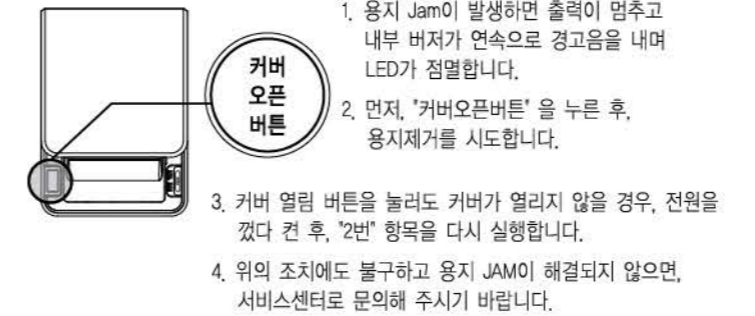 커버
오픈
버튼
1. 용지 Jam이 발생하면 출력이 멈추고
내부 버저가 연속으로 경고음을 내며
LED가 점멸합니다.
2. 먼저, "커버오픈버튼" 을 누른 후,
용지제거를 시도합니다.
3. 커버 열림 버튼을 눌러도 커버가 열리지 않을 경우, 전원을
껐다 켠 후, "2번" 항목을 다시 실행합니다.
4. 위의 조치에도 불구하고 용지 JAM이 해결되지 않으면,
서비스센터로 문의해 주시기 바랍니다.